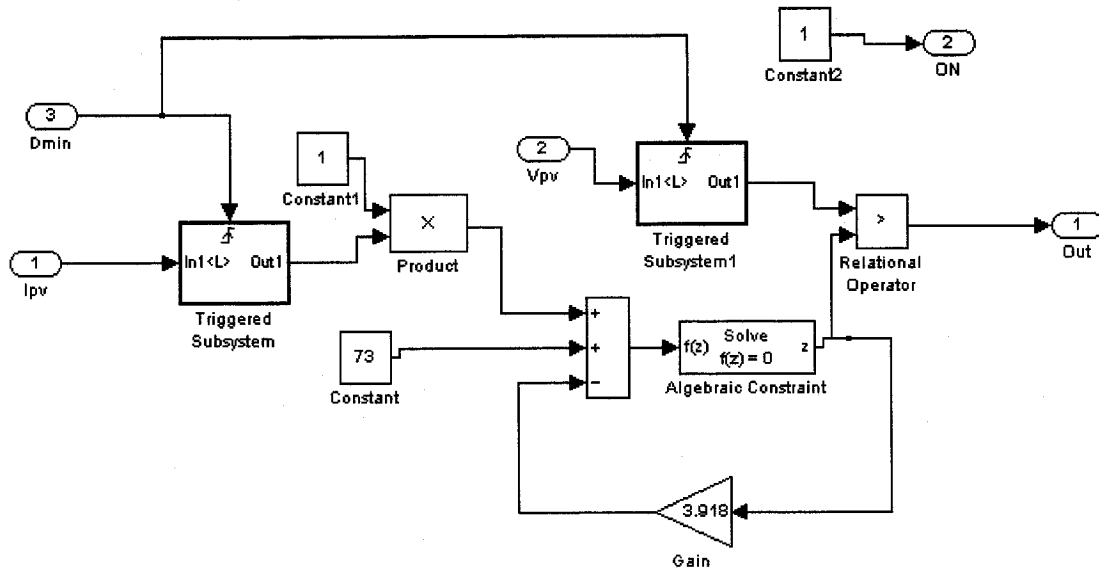 1
2
Constant2
ON
3
Dmin
1
Constant1
2
Vpv
In1<L> Out1
Triggered
Subsystem1
>
Relational
Operator
1
Out
×
Product
1
Ipv
In1<L> Out1
Triggered
Subsystem
+
+
−
73
Constant
f(z) Solve
f(z) = 0 z
Algebraic Constraint
3.918
Gain